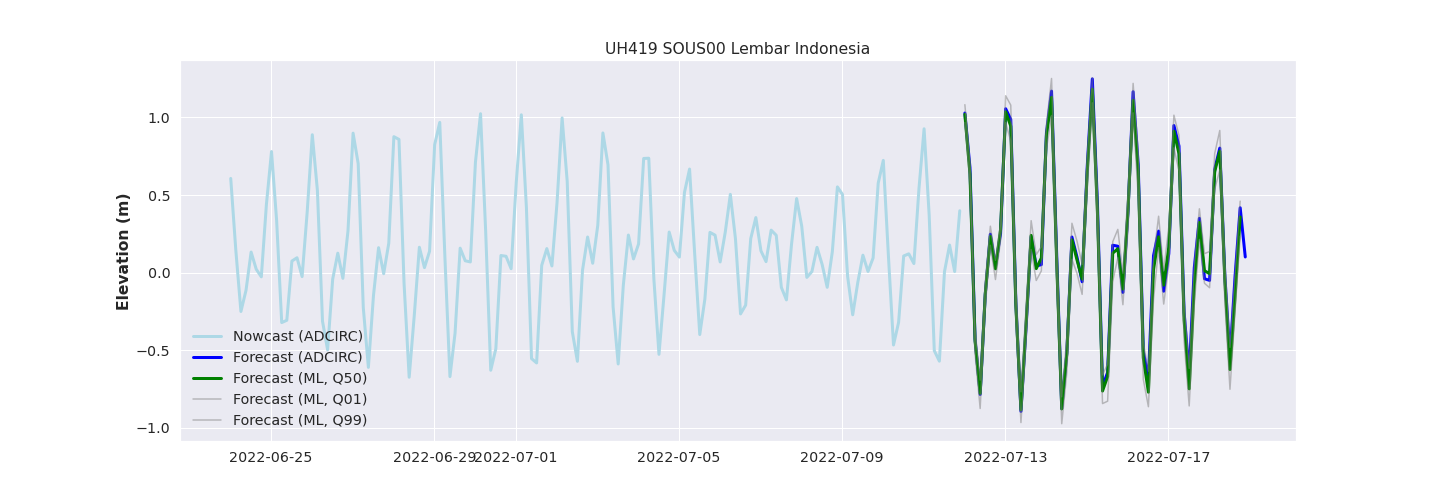 UH419 SOUS00 Lembar Indonesia
Elevation (m)
1.0
0.5
0.0
−0.5
−1.0
Nowcast (ADCIRC)
Forecast (ADCIRC)
Forecast (ML, Q50)
Forecast (ML, Q01)
Forecast (ML, Q99)
2022-06-25 2022-06-29 2022-07-01 2022-07-05 2022-07-09 2022-07-13 2022-07-17